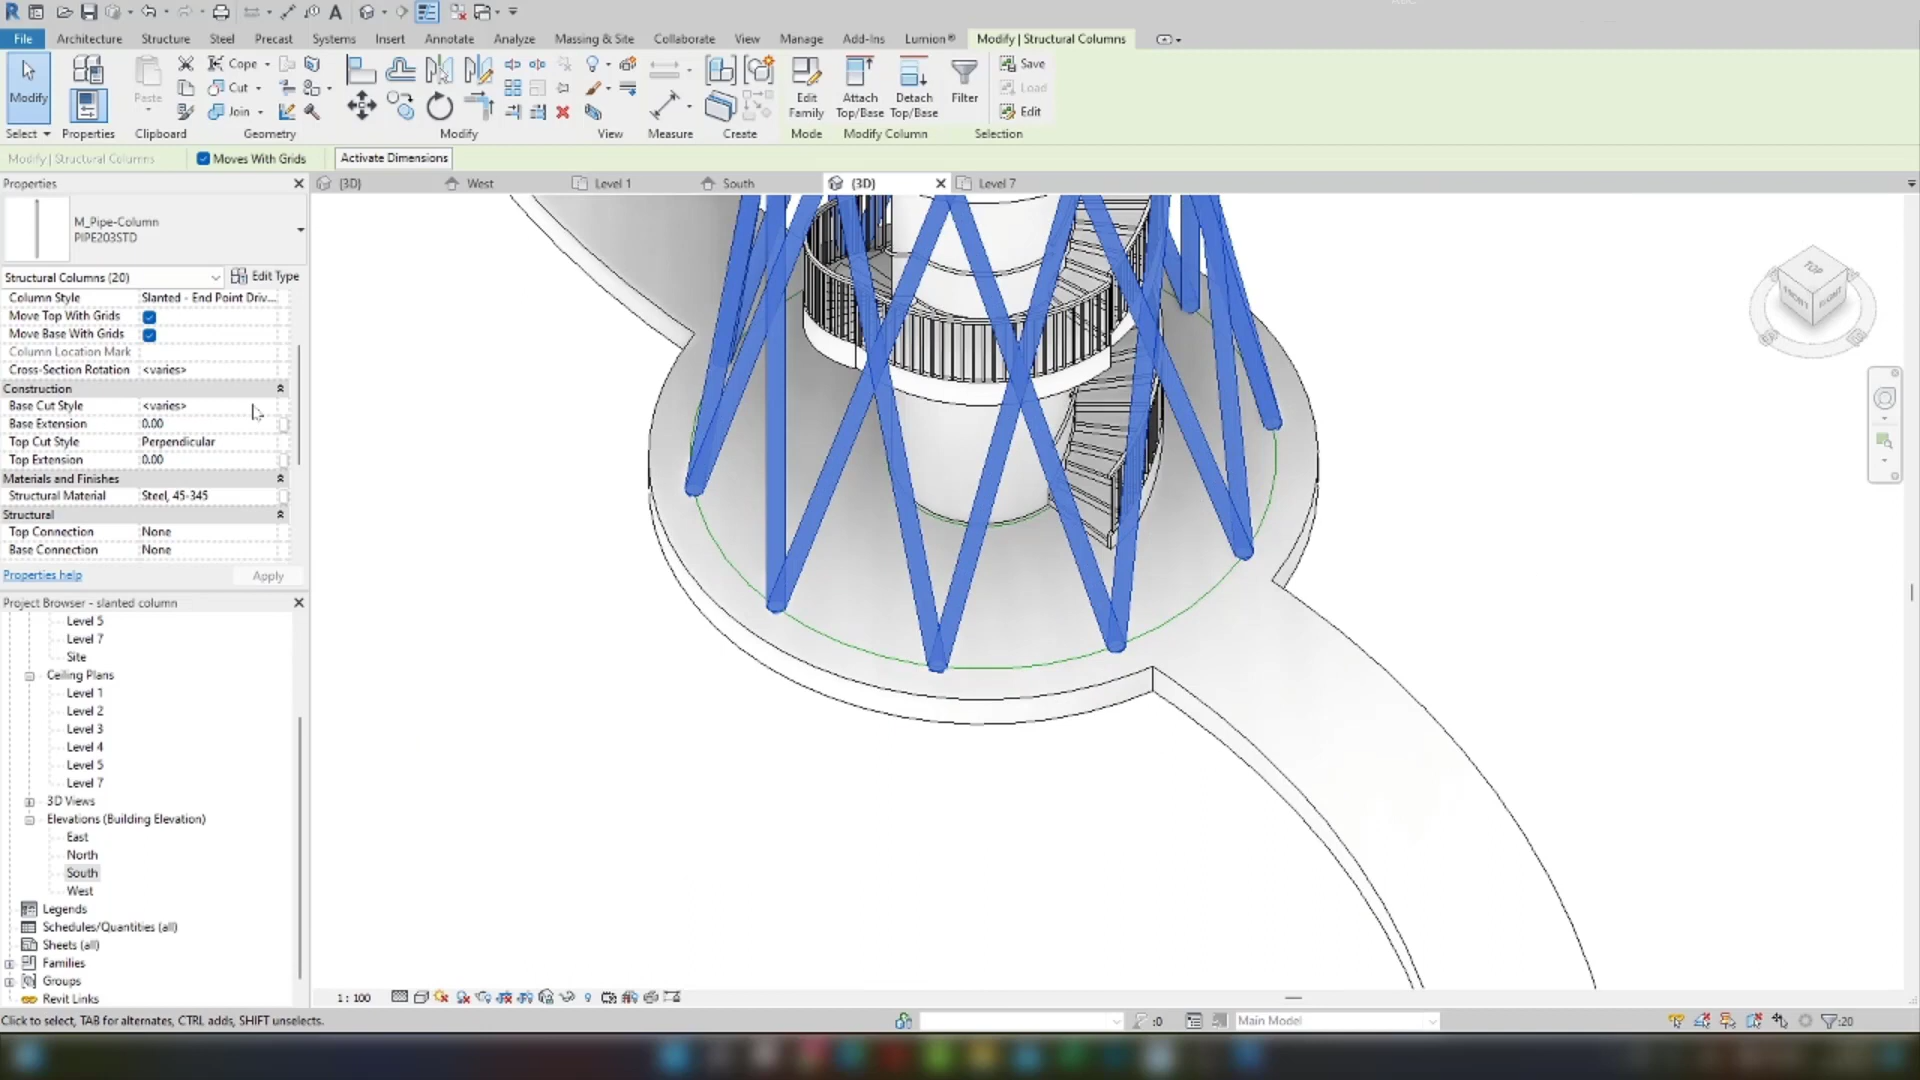 File Architecture Structure Steel Precast Systems Insert Annotate Analyze Massing & Site Collaborate View Manage Add-Ins Lumion® Modify | Structural Columns
Modify
Paste
Cope
Cut
Join
Edit Family
Attach Top/Base
Detach Top/Base
Filter
Save
Load
Edit
Select Properties Clipboard Geometry Modify View Measure Create Mode Modify Column Selection
Modify | Structural Columns Moves With Grids Activate Dimensions
Properties
{3D} West Level 1 South {3D} Level 7
M_Pipe-Column
PIPE203STD
Structural Columns (20) Edit Type
Column Style Slanted - End Point Driv...
Move Top With Grids
Move Base With Grids
Column Location Mark
Cross-Section Rotation <varies>
Construction
Base Cut Style <varies>
Base Extension 0.00
Top Cut Style Perpendicular
Top Extension 0.00
Materials and Finishes
Structural Material Steel, 45-345
Structural
Top Connection None
Base Connection None
Properties help Apply
TOP
FRONT
Project Browser - slanted column
Level 5
Level 7
Site
Ceiling Plans
Level 1
Level 2
Level 3
Level 4
Level 5
Level 7
3D Views
Elevations (Building Elevation)
East
North
South
West
Legends
Schedules/Quantities (all)
Sheets (all)
Families
Groups
Revit Links
1 : 100
Click to select, TAB for alternates, CTRL adds, SHIFT unselects.
:0
Main Model
:20